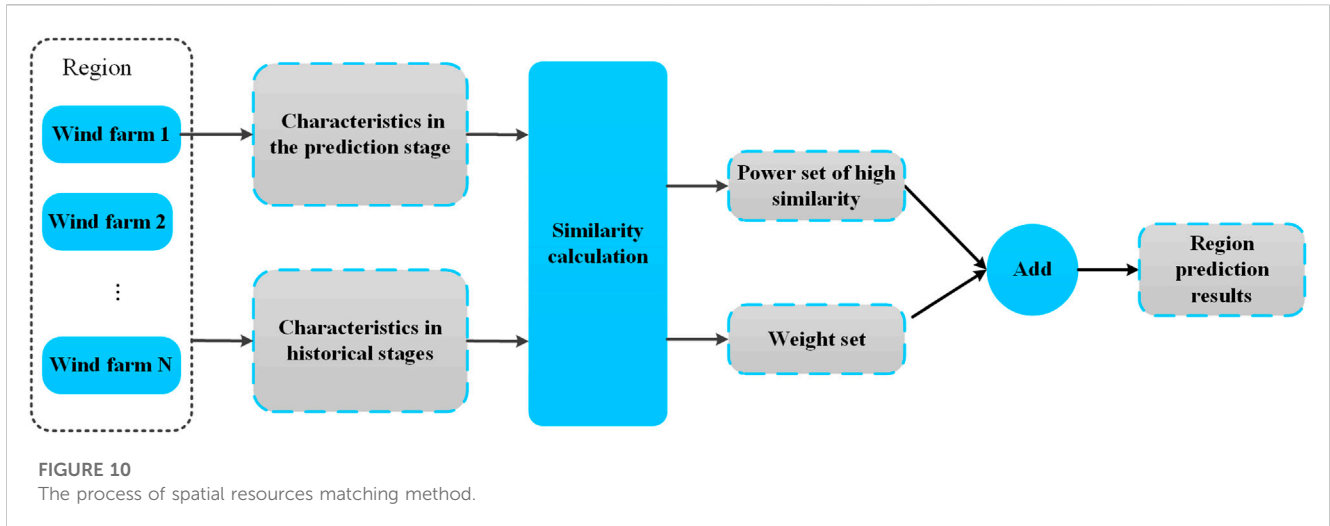 Region
Wind farm 1
Wind farm 2
⋮
Wind farm N
Characteristics in
the prediction stage
Characteristics in
historical stages
Similarity
calculation
Power set of high
similarity
Weight set
Add
Region
prediction
results
FIGURE 10
The process of spatial resources matching method.